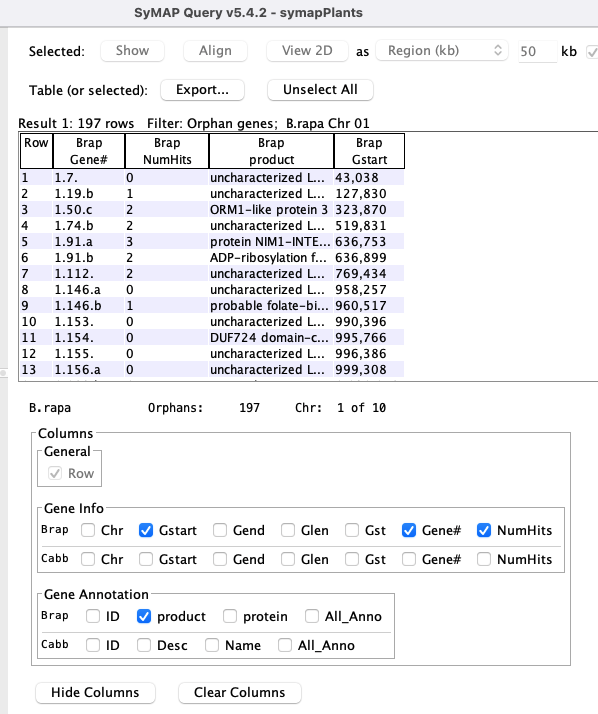 SyMAP Query v5.4.2 - symapPlants
Selected: Show Align View 2D as Region (kb) 50 kb
Table (or selected): Export... Unselect All
Result 1: 197 rows Filter: Orphan genes; B.rapa Chr 01
Row Brap Gene# Brap NumHits Brap product Brap Gstart
1 1.7. 0 uncharacterized L... 43,038
2 1.19.b 1 uncharacterized L... 127,830
3 1.50.c 2 ORM1-like protein 3 323,870
4 1.74.b 2 uncharacterized L... 519,831
5 1.91.a 3 protein NIM1-INTE... 636,753
6 1.91.b 2 ADP-ribosylation f... 636,899
7 1.112. 2 uncharacterized L... 769,434
8 1.146.a 0 uncharacterized L... 958,257
9 1.146.b 1 probable folate-bi... 960,517
10 1.153. 0 uncharacterized L... 990,396
11 1.154. 0 DUF724 domain-c... 995,766
12 1.155. 0 uncharacterized L... 996,386
13 1.156.a 0 uncharacterized L... 999,308
B.rapa Orphans: 197 Chr: 1 of 10
Columns
General
Row
Gene Info
Brap Chr Gstart Gend Glen Gst Gene# NumHits
Cabb Chr Gstart Gend Glen Gst Gene# NumHits
Gene Annotation
Brap ID product protein All_Anno
Cabb ID Desc Name All_Anno
Hide Columns Clear Columns